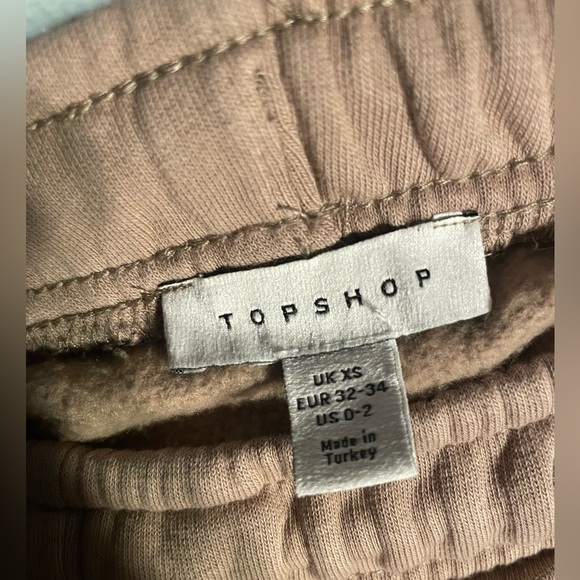 TOPSHOP
UK XS
EUR 32-34
US 0-2
Made in
Turkey